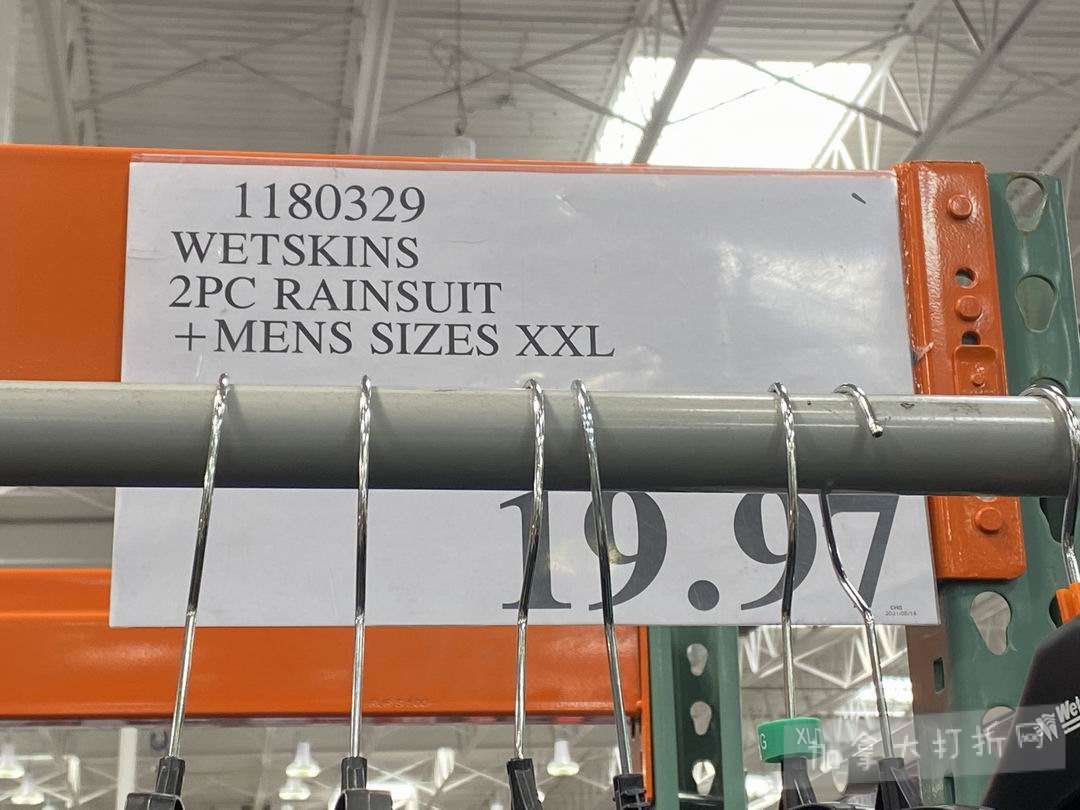 1180329
WETSKINS
2PC RAINSUIT
+MENS SIZES XXL
19.97
XL
G
加拿大打折网